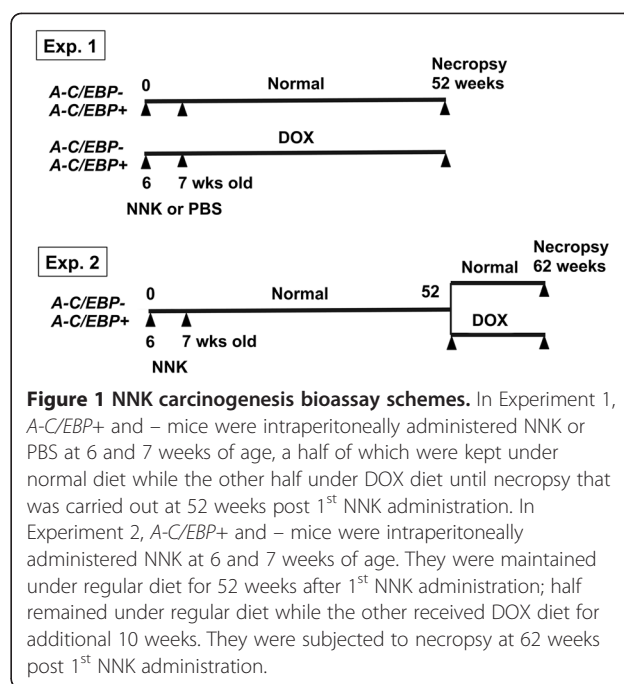 Exp. 1
Necropsy
0 Normal 52 weeks
A-C/EBP-
A-C/EBP+
DOX
A-C/EBP-
A-C/EBP+
6 7 wks old
NNK or PBS
Necropsy
Exp. 2
Normal 62 weeks
0 Normal 52
A-C/EBP-
A-C/EBP+
DOX
6 7 wks old
NNK
Figure 1 NNK carcinogenesis bioassay schemes. In Experiment 1,
A-C/EBP+ and – mice were intraperitoneally administered NNK or
PBS at 6 and 7 weeks of age, a half of which were kept under
normal diet while the other half under DOX diet until necropsy that
was carried out at 52 weeks post 1st NNK administration. In
Experiment 2, A-C/EBP+ and – mice were intraperitoneally
administered NNK at 6 and 7 weeks of age. They were maintained
under regular diet for 52 weeks after 1st NNK administration; half
remained under regular diet while the other received DOX diet for
additional 10 weeks. They were subjected to necropsy at 62 weeks
post 1st NNK administration.